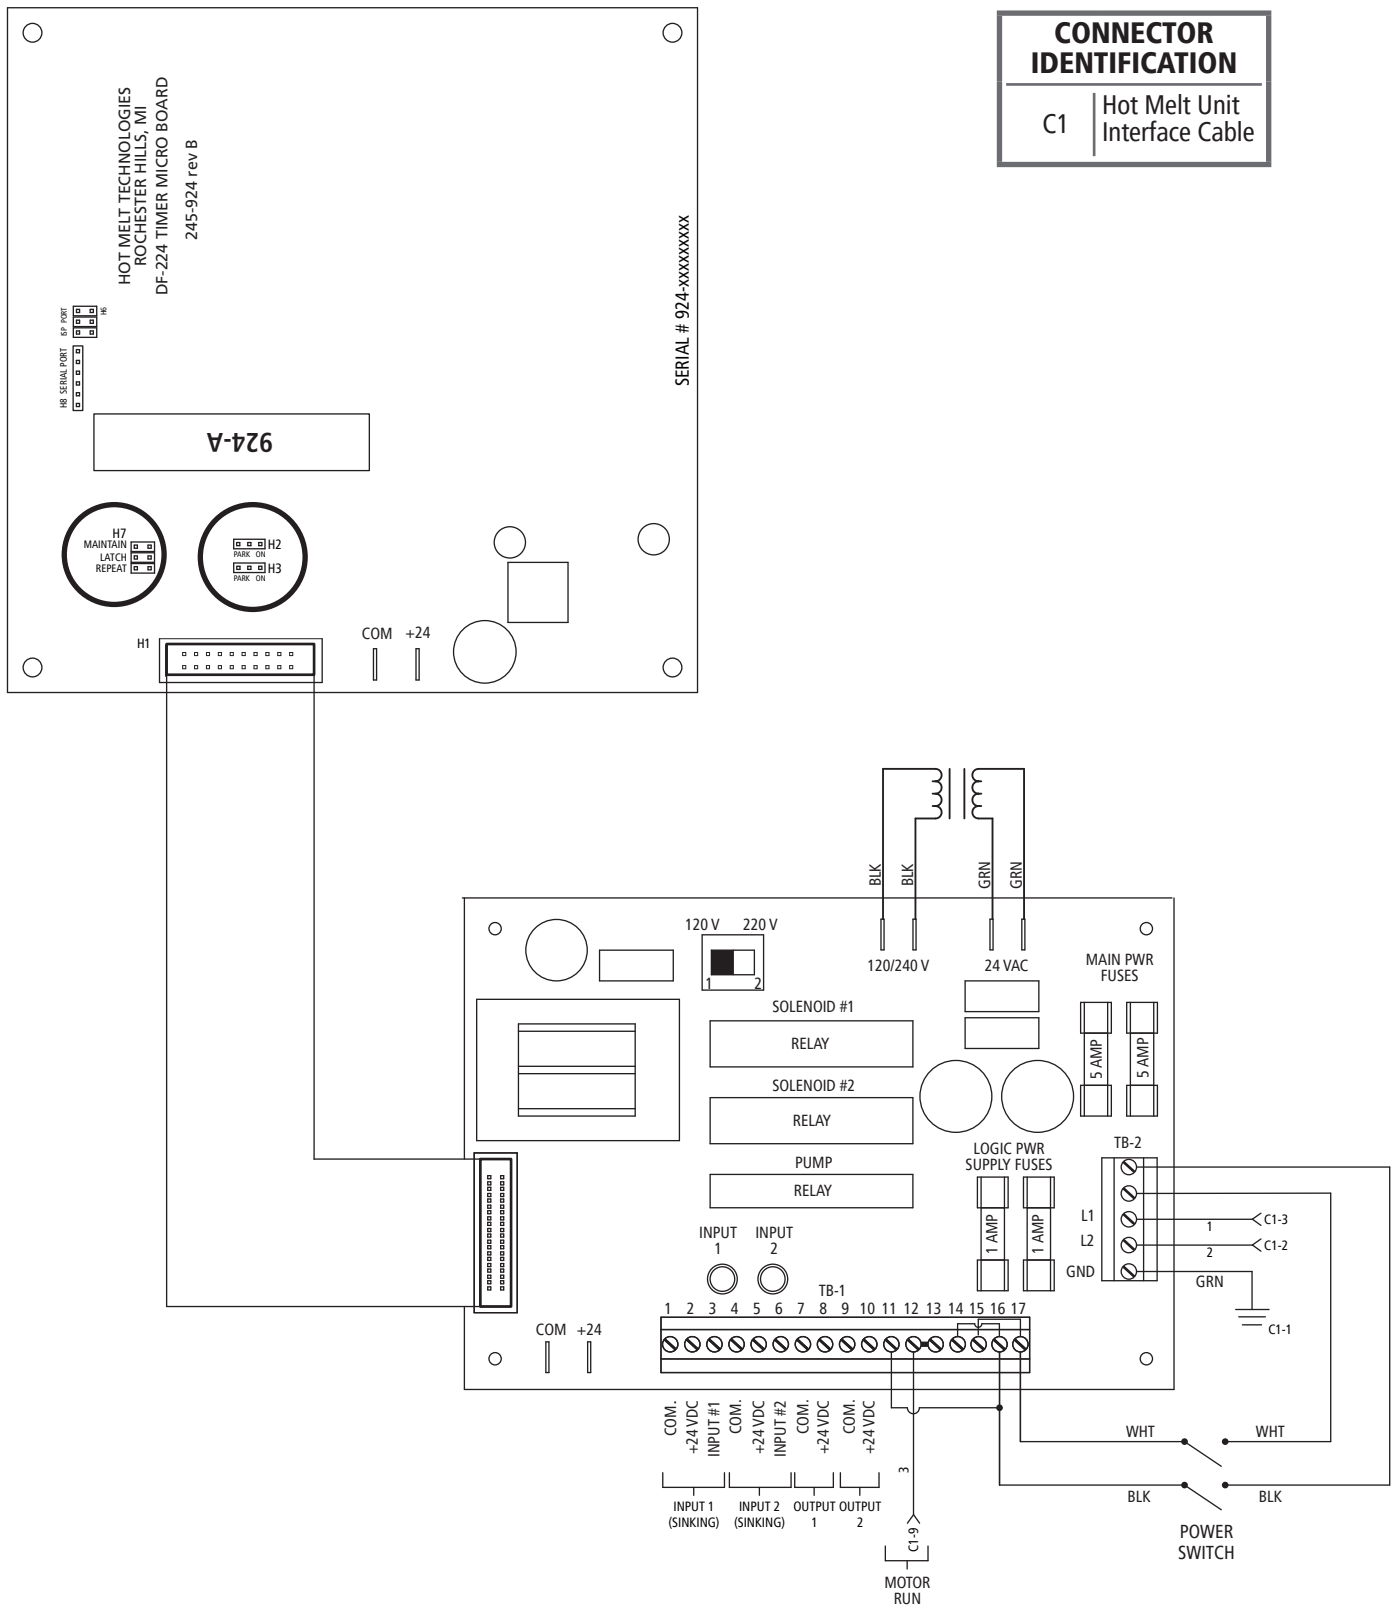 CONNECTOR
IDENTIFICATION
C1
Hot Melt Unit
Interface Cable
HOT MELT TECHNOLOGIES
ROCHESTER HILLS, MI
DF-224 TIMER MICRO BOARD
245-924 rev B
SERIAL # 924-xxxxxxxxx
ISP PORT
H6
H8 SERIAL PORT
924-A
H7
MAINTAIN
LATCH
REPEAT
H2
PARK ON
H3
PARK ON
H1
COM +24
BLK
BLK
GRN
GRN
120 V 220 V
1 2
120/240 V
24 VAC
MAIN PWR
FUSES
5 AMP
5 AMP
SOLENOID #1
RELAY
SOLENOID #2
RELAY
PUMP
RELAY
LOGIC PWR
SUPPLY FUSES
1 AMP
1 AMP
TB-2
L1
L2
GND
1
C1-3
2
C1-2
GRN
C1-1
INPUT
1
INPUT
2
TB-1
1 2 3 4 5 6 7 8 9 10 11 12 13 14 15 16 17
COM +24
COM.
+24 VDC
INPUT #1
COM.
+24 VDC
INPUT #2
COM.
+24 VDC
COM.
+24 VDC
INPUT 1
(SINKING)
INPUT 2
(SINKING)
OUTPUT
1
OUTPUT
2
3
C1-9
MOTOR
RUN
WHT
WHT
BLK
BLK
POWER
SWITCH